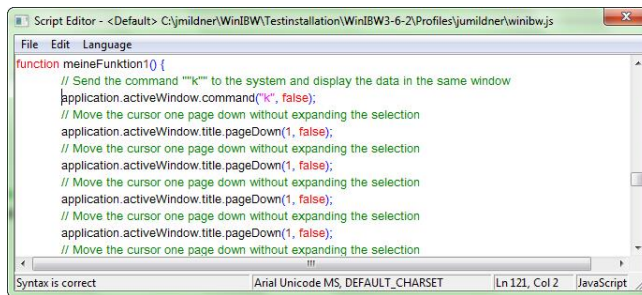 Script Editor - <Default> C:\jmildner\WinIBW\Testinstallation\WinIBW3-6-2\Profiles\jumildner\winibw.js
File Edit Language
function meineFunktion1() {
// Send the command ""k"" to the system and display the data in the same window
application.activeWindow.command("k", false);
// Move the cursor one page down without expanding the selection
application.activeWindow.title.pageDown(1, false);
// Move the cursor one page down without expanding the selection
application.activeWindow.title.pageDown(1, false);
// Move the cursor one page down without expanding the selection
application.activeWindow.title.pageDown(1, false);
// Move the cursor one page down without expanding the selection
application.activeWindow.title.pageDown(1, false);
// Move the cursor one page down without expanding the selection
Syntax is correct Arial Unicode MS, DEFAULT_CHARSET Ln 121, Col 2 JavaScript